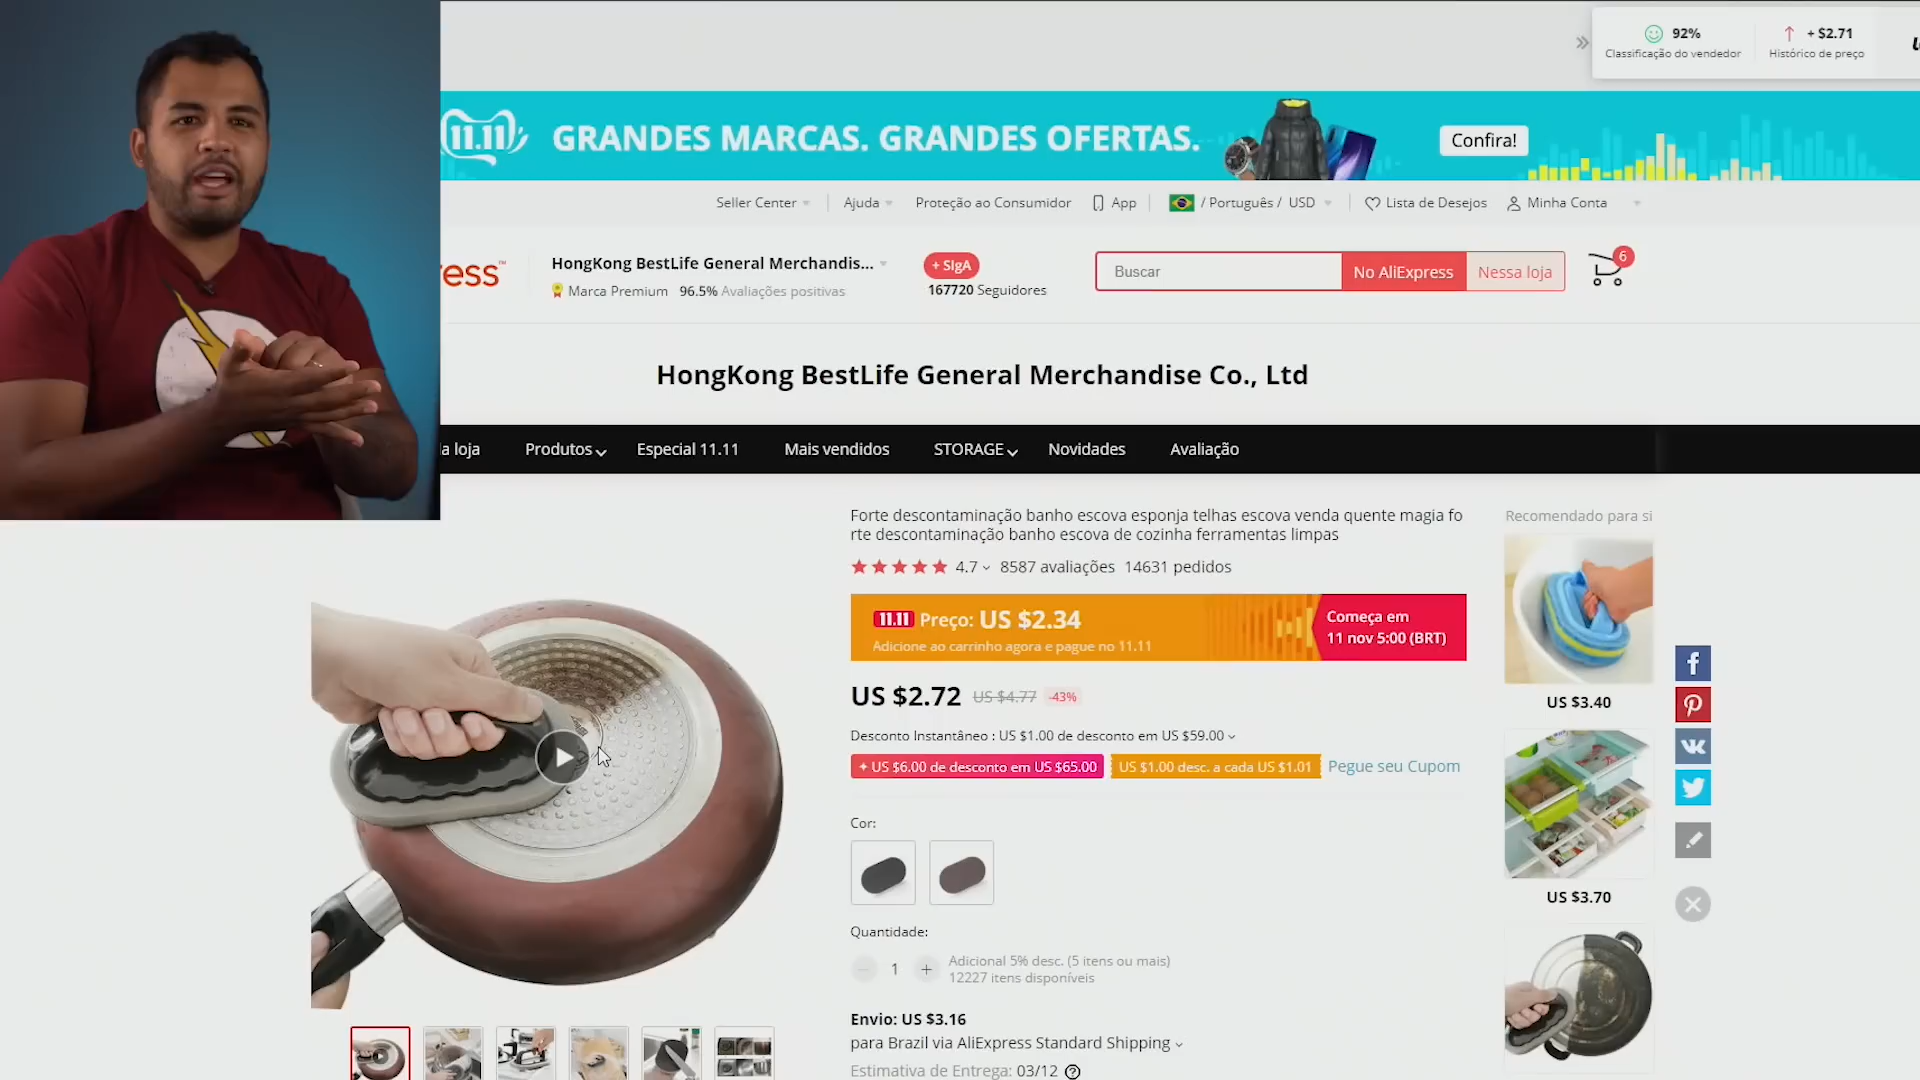 92%
Classificação do vendedor
+ $2.71
Histórico de preço
11.11
GRANDES MARCAS. GRANDES OFERTAS.
Confira!
Seller Center
Ajuda
Proteção ao Consumidor
App
/ Português / USD
Lista de Desejos
Minha Conta
ess™
HongKong BestLife General Merchandis...
Marca Premium 96.5% Avaliações positivas
+ SIgA
167720 Seguidores
Buscar
No AliExpress
Nessa loja
6
HongKong BestLife General Merchandise Co., Ltd
a loja
Produtos
Especial 11.11
Mais vendidos
STORAGE
Novidades
Avaliação
Forte descontaminação banho escova esponja telhas escova venda quente magia fo
rte descontaminação banho escova de cozinha ferramentas limpas
4.7 8587 avaliações 14631 pedidos
11.11 Preço: US $2.34
Adicione ao carrinho agora e pague no 11.11
Começa em
11 nov 5:00 (BRT)
US $2.72 US $4.77 -43%
Desconto Instantâneo : US $1.00 de desconto em US $59.00
+ US $6.00 de desconto em US $65.00
US $1.00 desc. a cada US $1.01
Pegue seu Cupom
Cor:
Quantidade:
1
Adicional 5% desc. (5 itens ou mais)
12227 itens disponíveis
Envio: US $3.16
para Brazil via AliExpress Standard Shipping
Estimativa de Entrega: 03/12
Recomendado para si
US $3.40
US $3.70